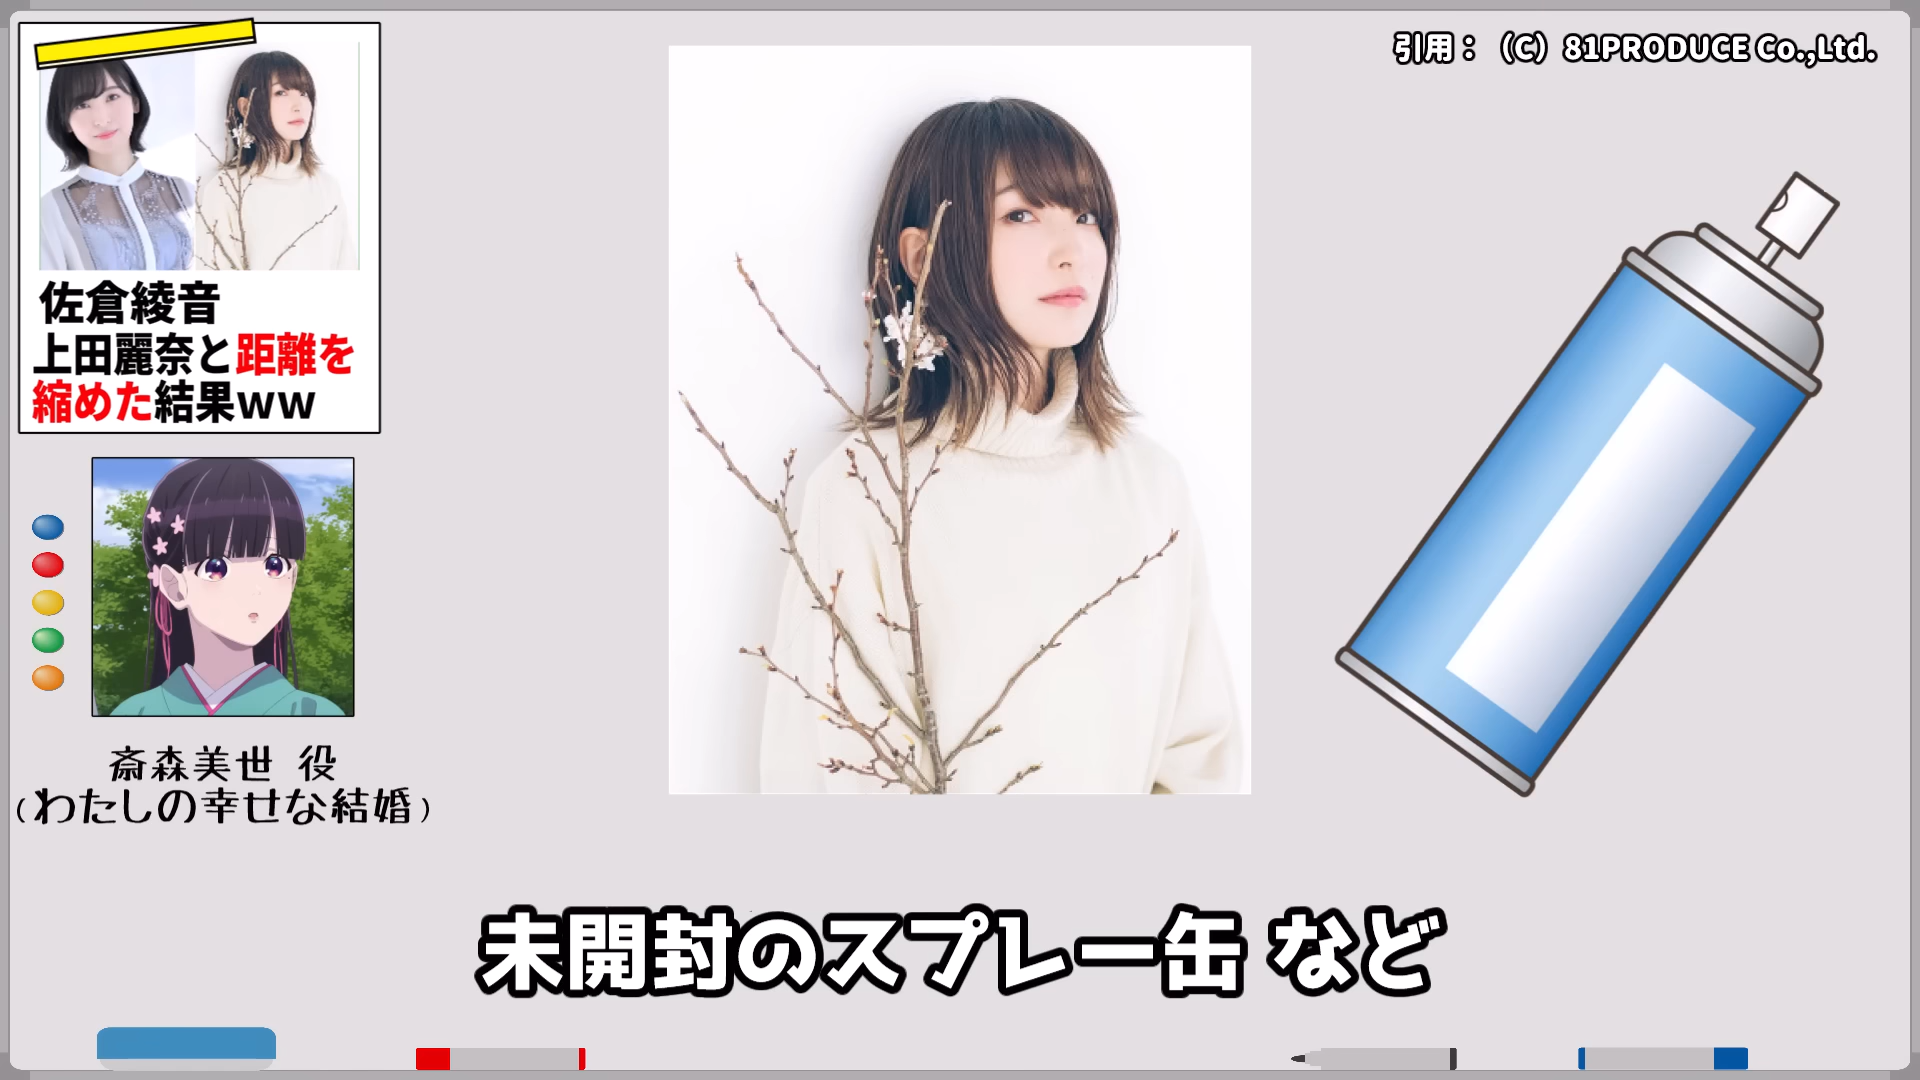 引用：（C）81PRODUCE Co.,Ltd.
佐倉綾音
上田麗奈と距離を
縮めた結果ww
斎森美世 役
（わたしの幸せな結婚）
未開封のスプレー缶 など